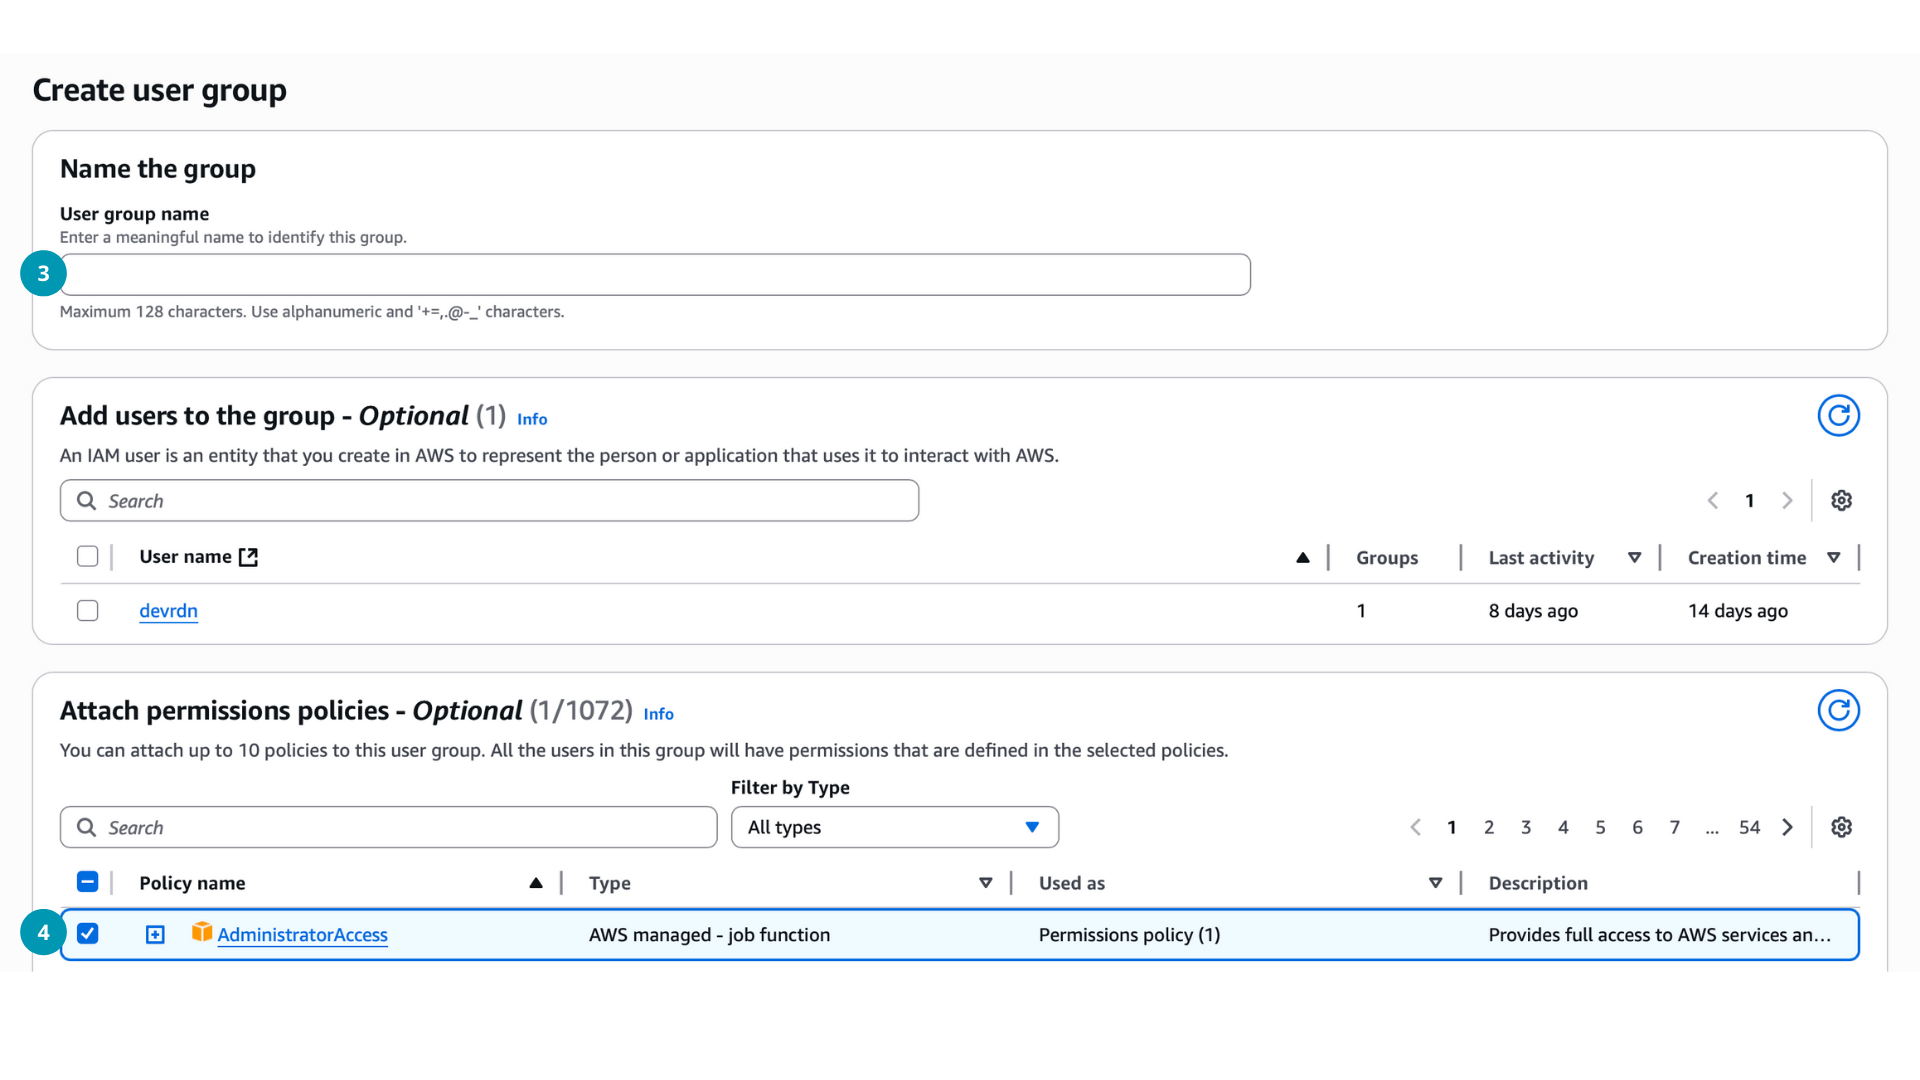 Create user group
Name the group
User group name
Enter a meaningful name to identify this group.
3
Maximum 128 characters. Use alphanumeric and '+=,.@-_' characters.
Add users to the group - Optional (1) Info
An IAM user is an entity that you create in AWS to represent the person or application that uses it to interact with AWS.
Search
1
User name Groups Last activity Creation time
devrdn 1 8 days ago 14 days ago
Attach permissions policies - Optional (1/1072) Info
You can attach up to 10 policies to this user group. All the users in this group will have permissions that are defined in the selected policies.
Filter by Type
Search All types 1 2 3 4 5 6 7 ... 54
Policy name Type Used as Description
4 AdministratorAccess AWS managed - job function Permissions policy (1) Provides full access to AWS services an...